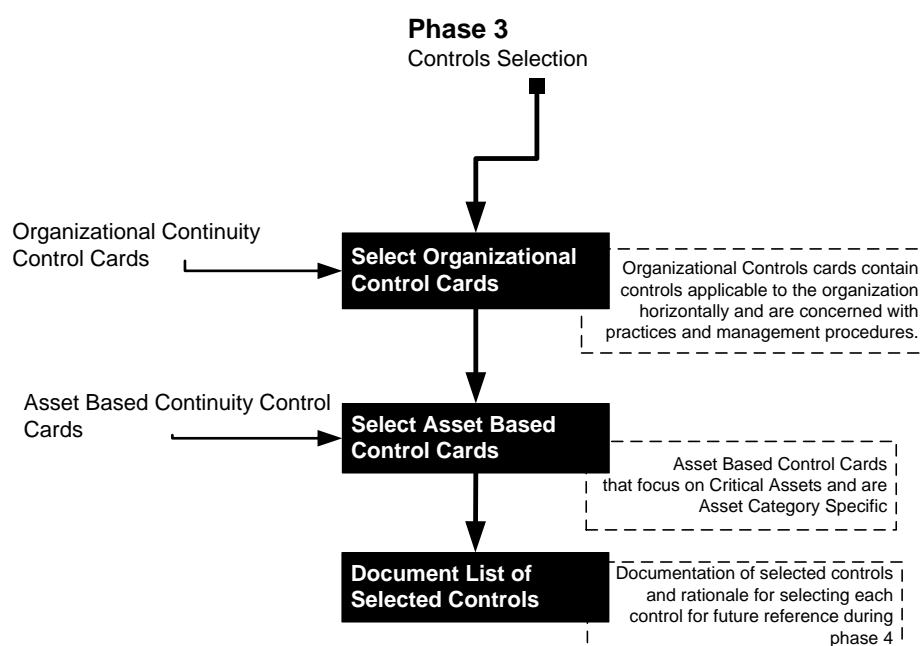 Phase 3
Controls Selection
Organizational Continuity
Control Cards
Select Organizational
Control Cards
Organizational Controls cards contain
controls applicable to the organization
horizontally and are concerned with
practices and management procedures.
Asset Based Continuity Control
Cards
Select Asset Based
Control Cards
Asset Based Control Cards
that focus on Critical Assets and are
Asset Category Specific
Document List of
Selected Controls
Documentation of selected controls
and rationale for selecting each
control for future reference during
phase 4